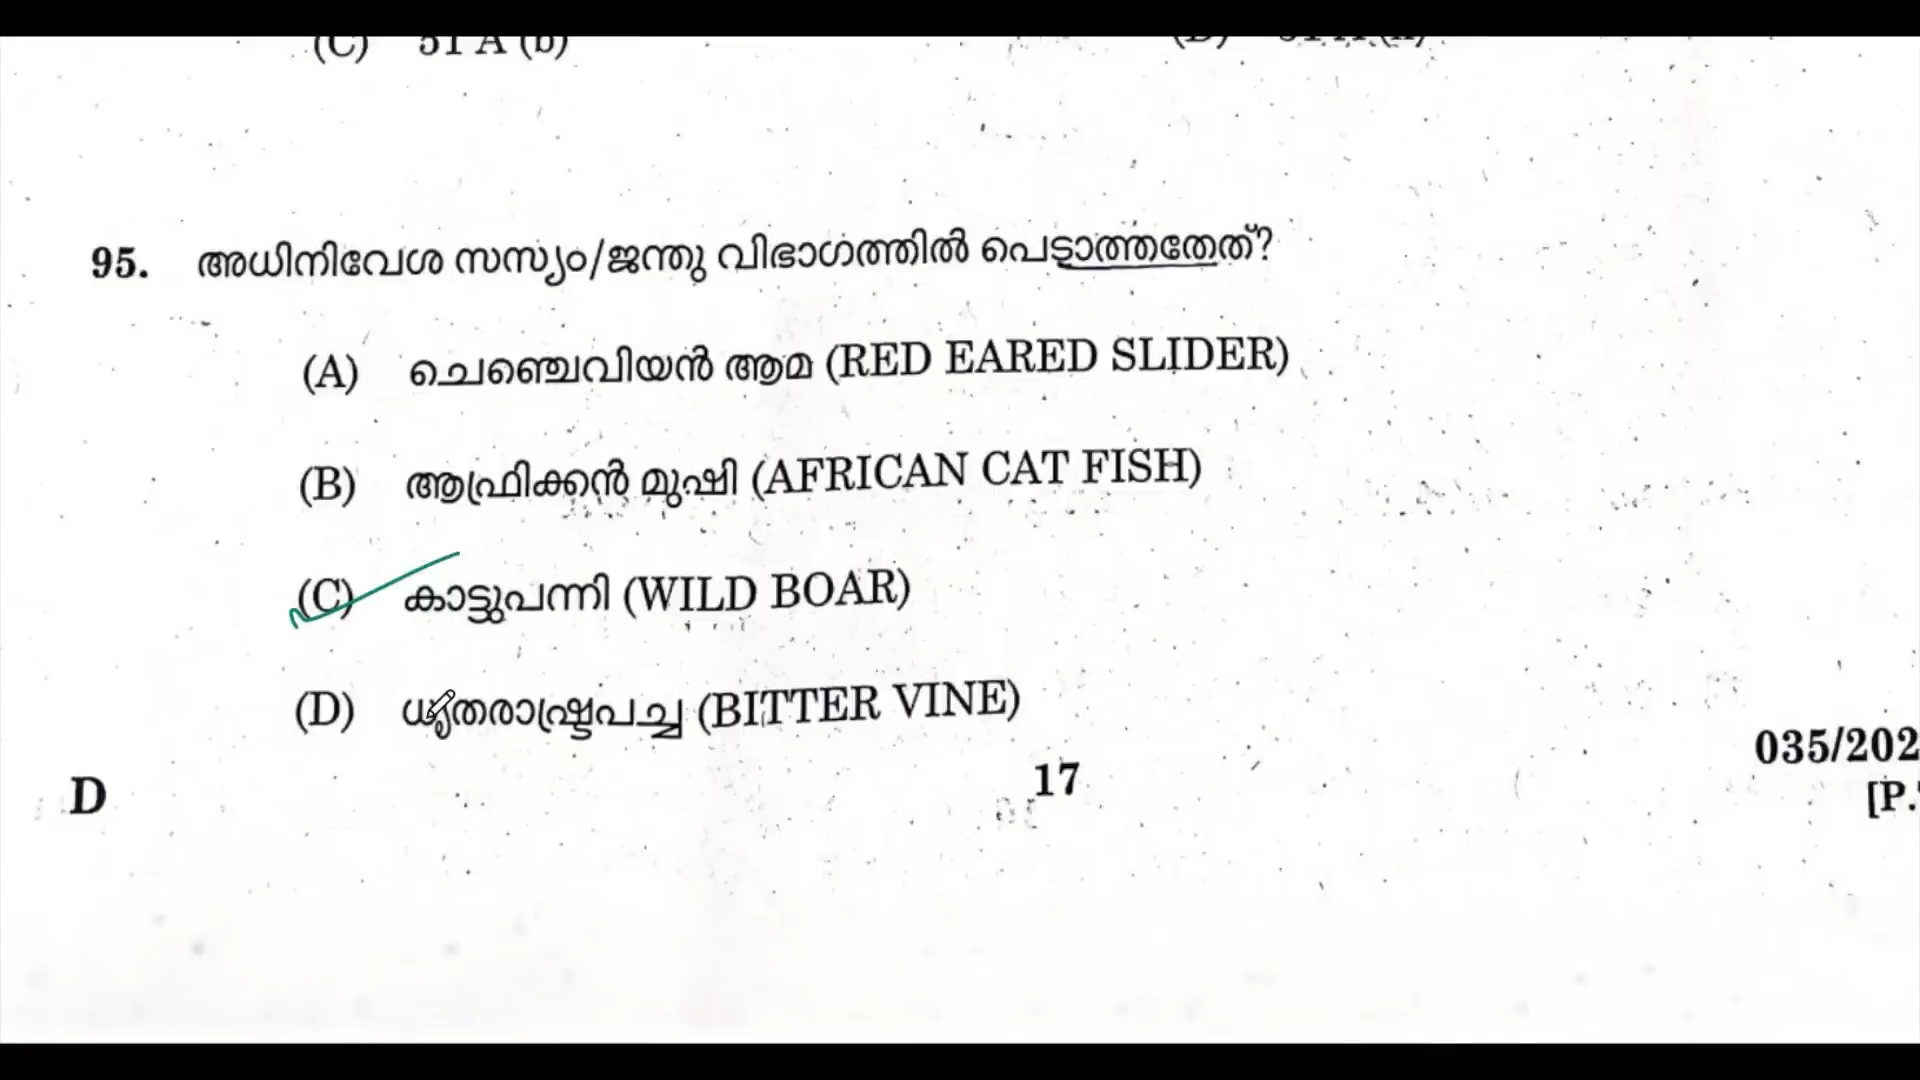 (C) 51 A (b)
95. അധിനിവേശ സസ്യം/ജന്തു വിഭാഗത്തിൽ പെടാത്തതേത്?
(A) ചെഞ്ചെവിയൻ ആമ (RED EARED SLIDER)
(B) ആഫ്രിക്കൻ മുഷി (AFRICAN CAT FISH)
(C) കാട്ടുപന്നി (WILD BOAR)
(D) ധൃതരാഷ്ട്രപച്ച (BITTER VINE)
035/202
D 17
[P.